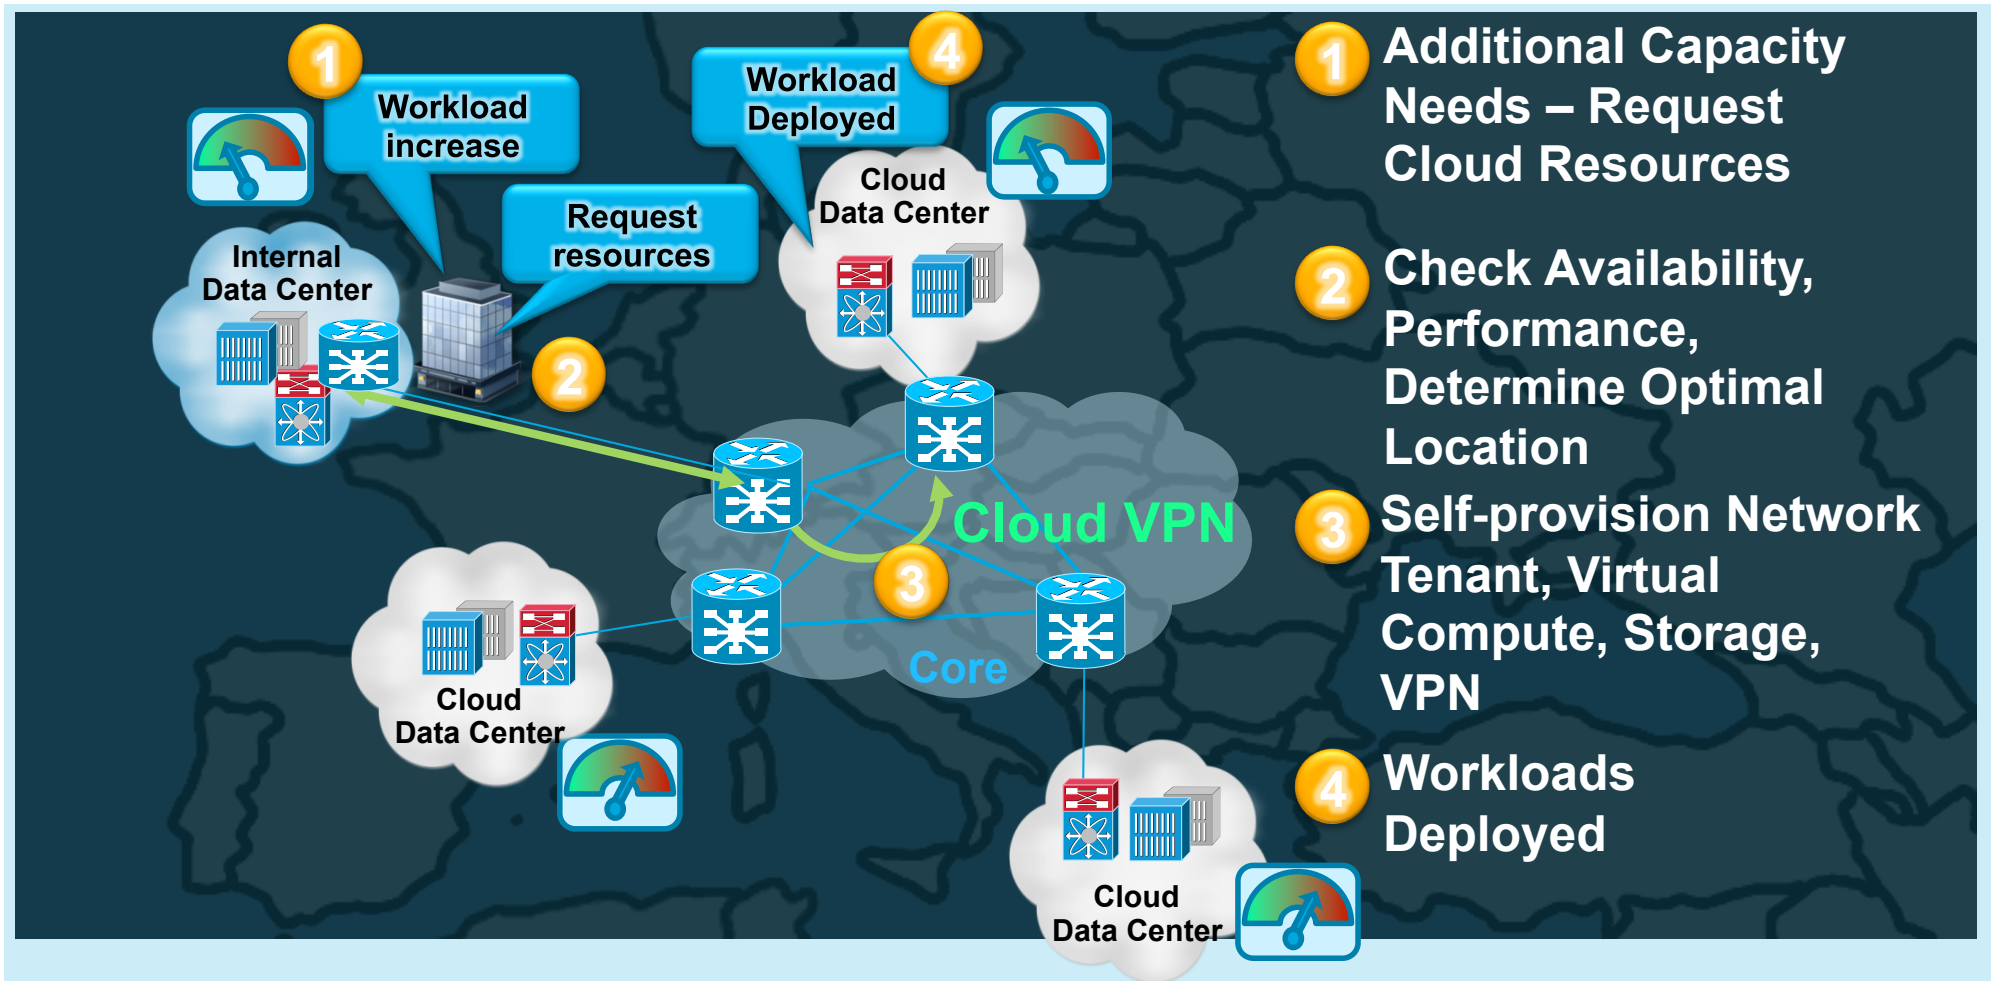 1
Workload
increase
4
Workload
Deployed
Request
resources
Internal
Data Center
Cloud
Data Center
2
Cloud VPN
3
Core
Cloud
Data Center
Cloud
Data Center
1
Additional Capacity
Needs – Request
Cloud Resources
2
Check Availability,
Performance,
Determine Optimal
Location
3
Self-provision Network
Tenant, Virtual
Compute, Storage,
VPN
4
Workloads
Deployed